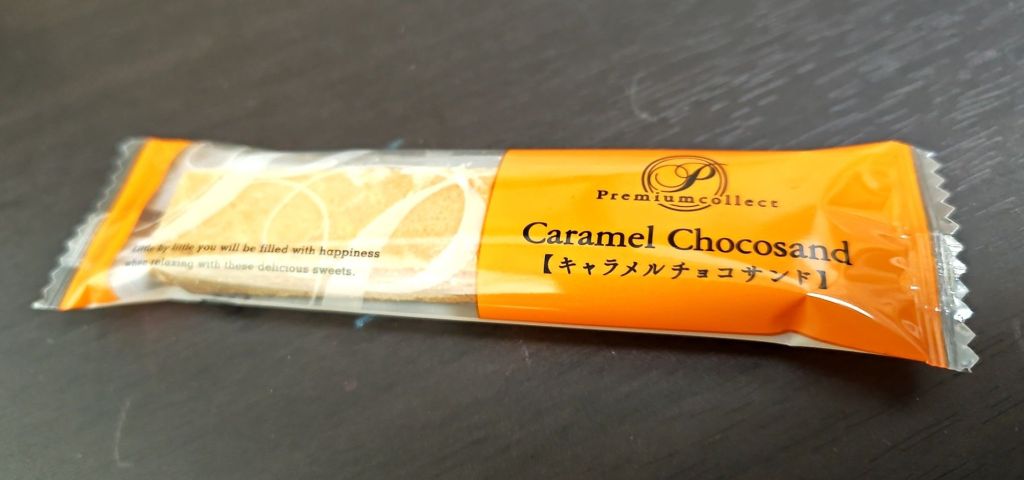 P
Premiumcollect
Caramel Chocosand
【キャラメルチョコサンド】
Little by little you will be filled with happiness
when relaxing with these delicious sweets.